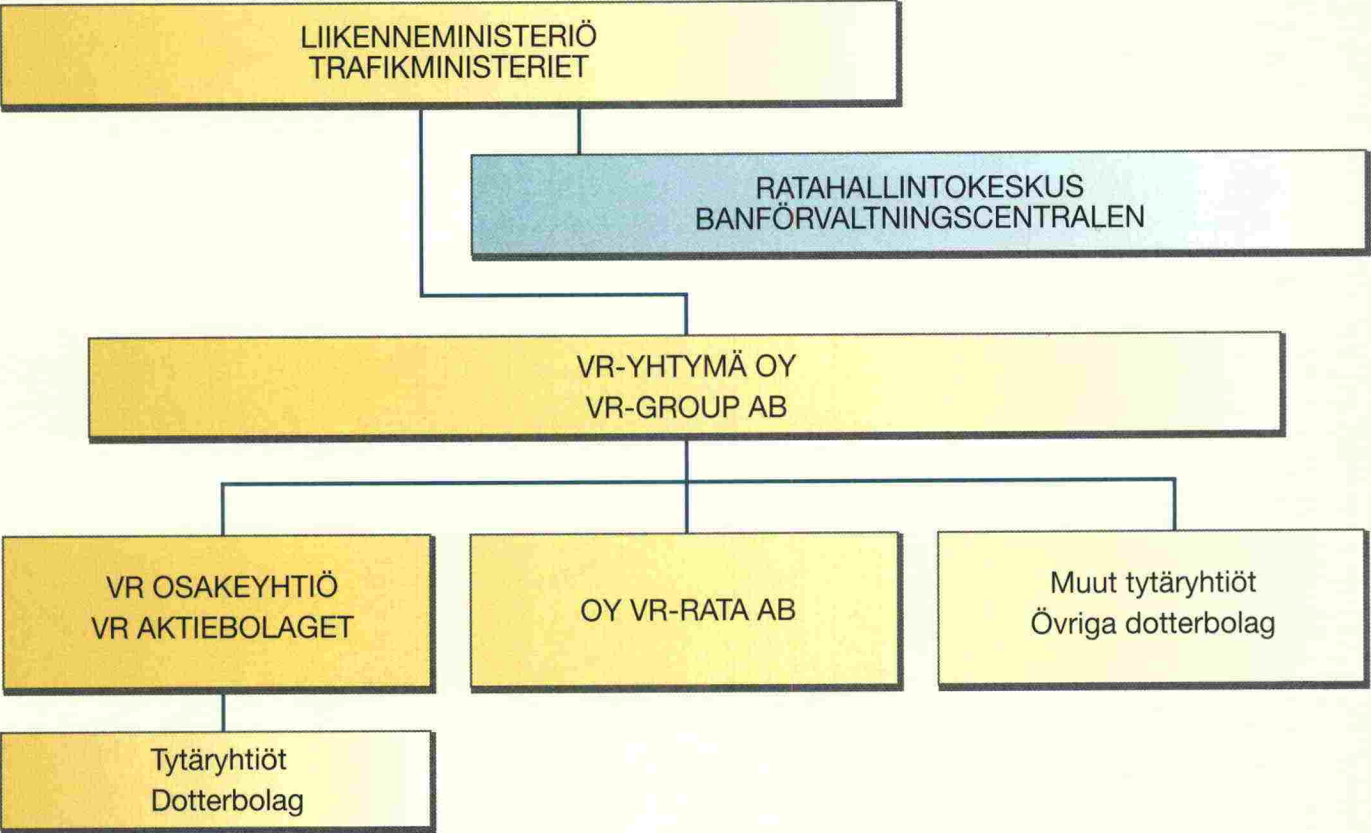 LIIKENNEMINISTERIÖ
TRAFIKMINISTERIET
RATAHALLINTOKESKUS
BANFÖRVALTNINGSCENTRALEN
VR-YHTYMÄ OY
VR-GROUP AB
VR OSAKEYHTIÖ
VR AKTIEBOLAGET
OY VR-RATA AB
Muut tytäryhtiöt
Övriga dotterbolag
Tytäryhtiöt
Dotterbolag